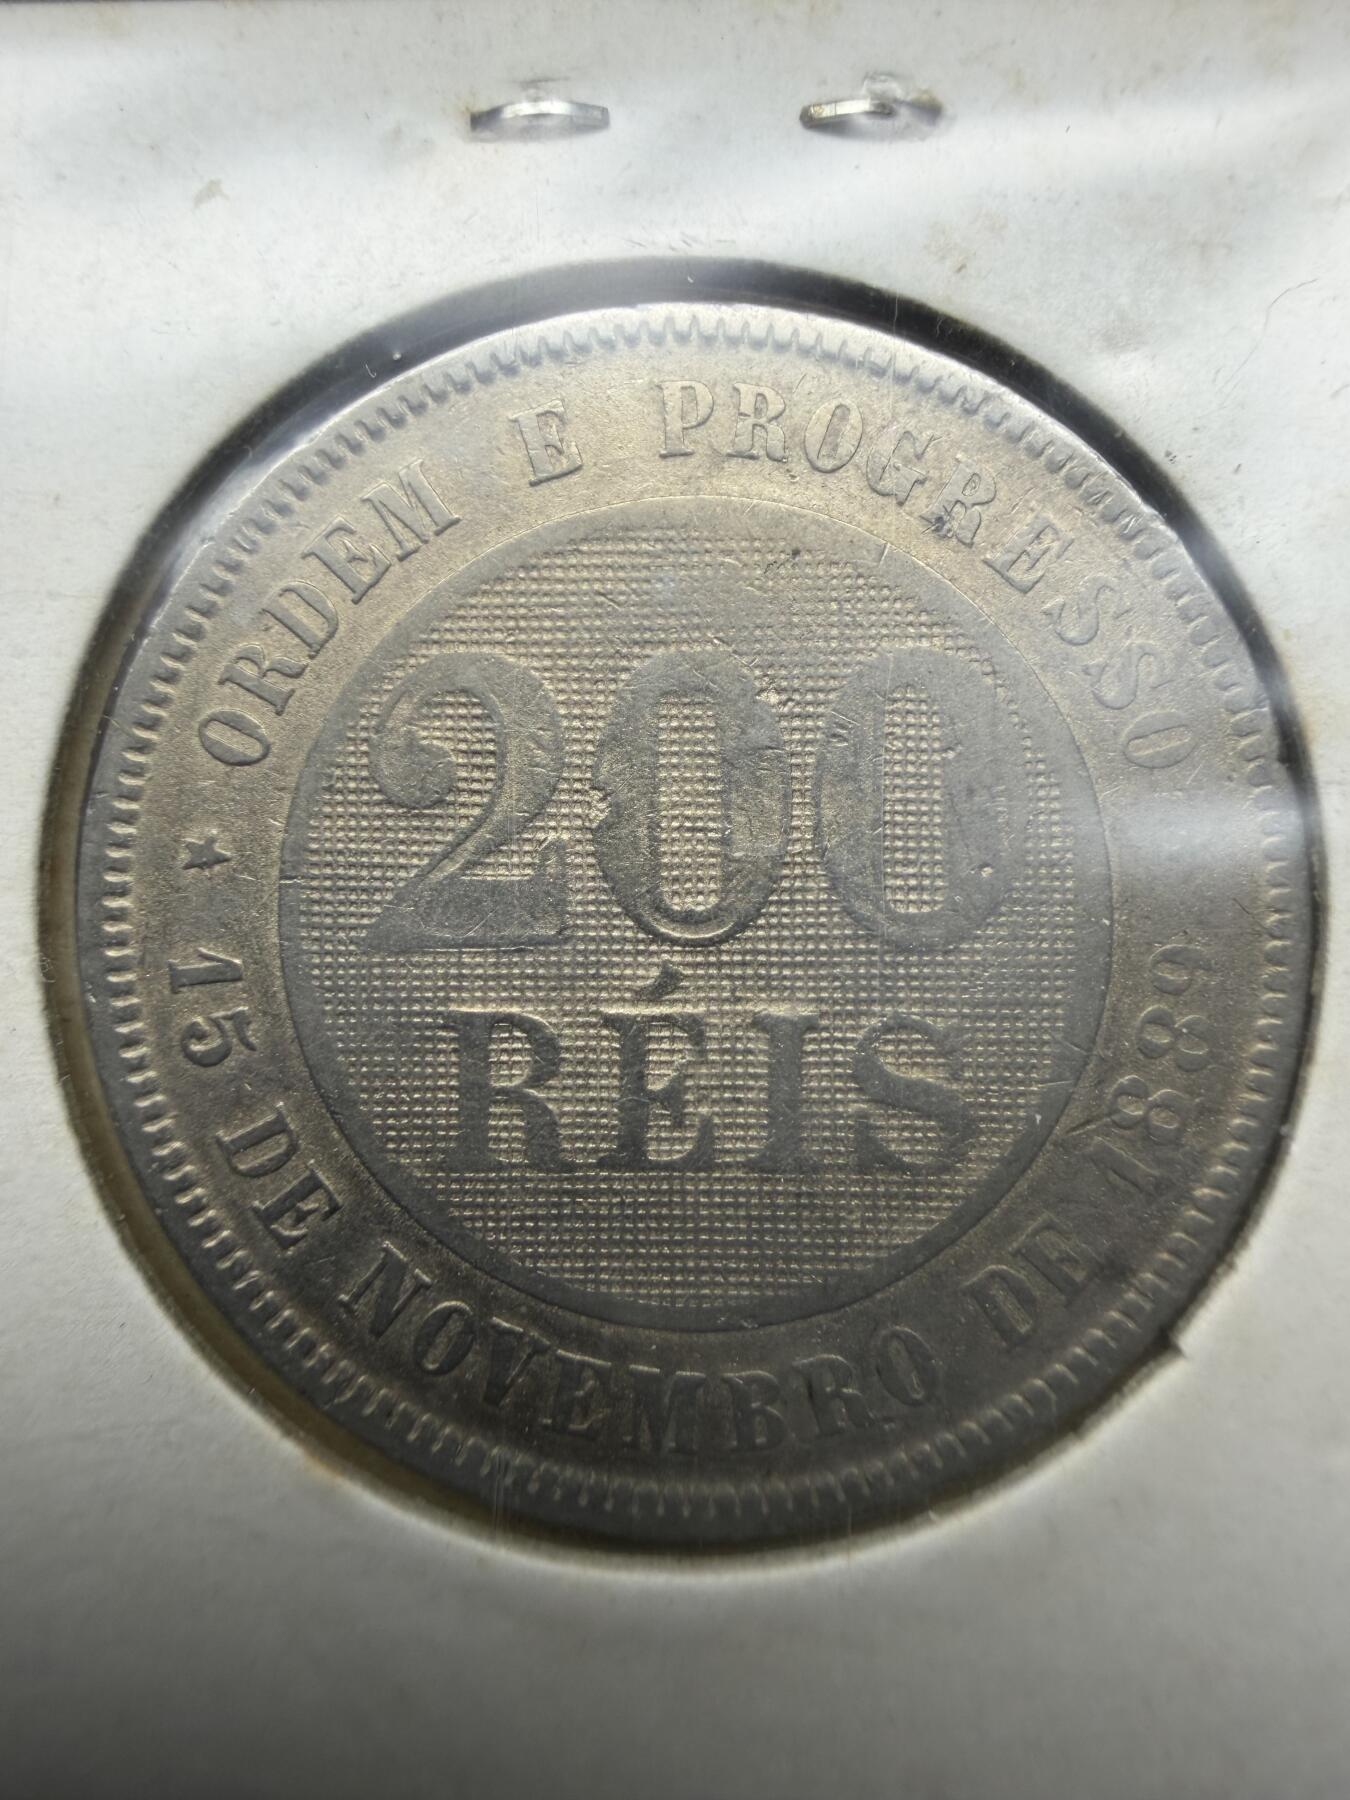 ORDEM E PROGRESSO
200
RÉIS
★ 15 DE NOVEMBRO DE 1889